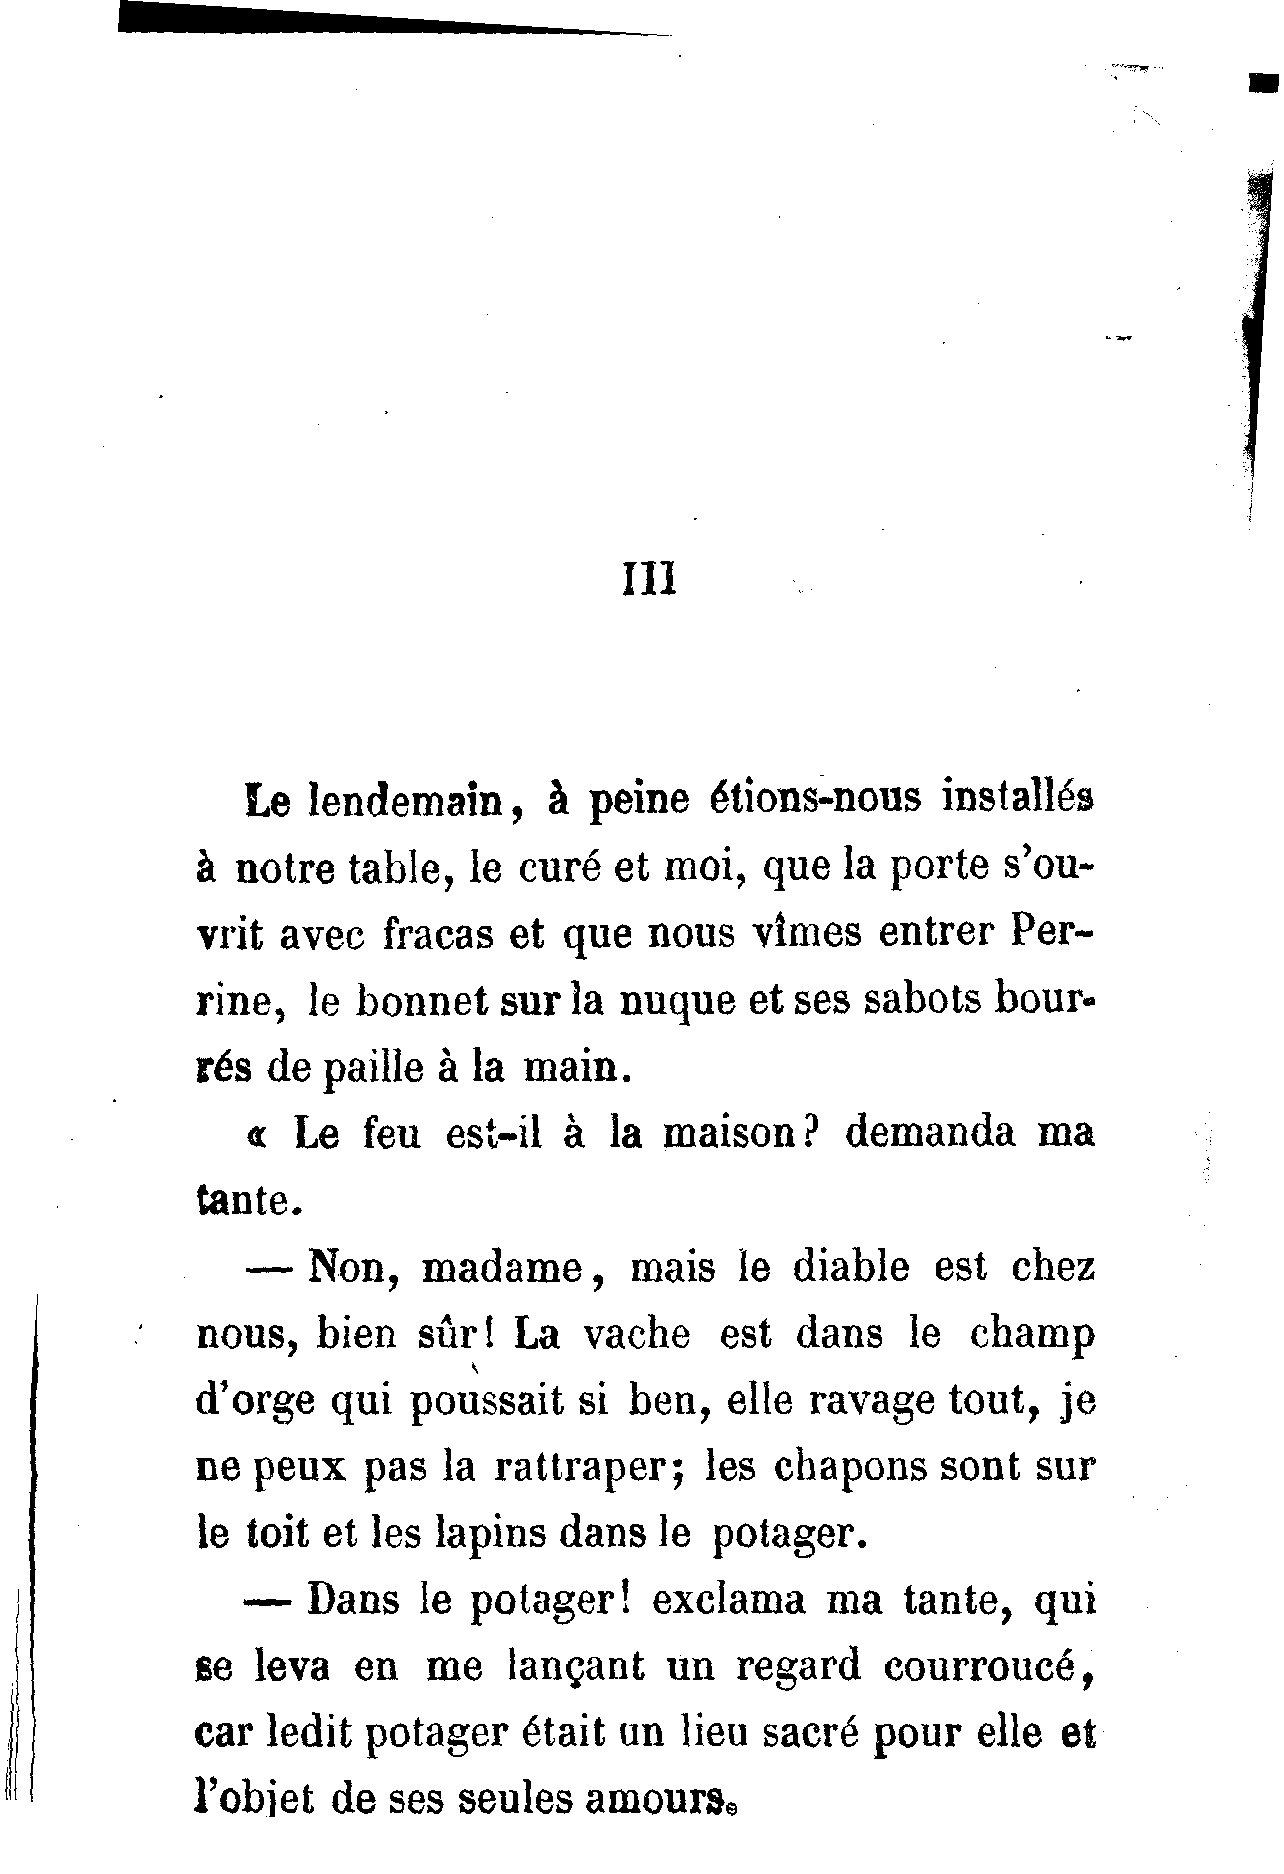 III
Le lendemain, à peine étions-nous installés
à notre table, le curé et moi, que la porte s'ou-
vrit avec fracas et que nous vîmes entrer Per-
rine, le bonnet sur la nuque et ses sabots bour-
rés de paille à la main.
« Le feu est-il à la maison? demanda ma
tante.
— Non, madame, mais le diable est chez
nous, bien sûr! La vache est dans le champ
d'orge qui poussait si ben, elle ravage tout, je
ne peux pas la rattraper; les chapons sont sur
le toit et les lapins dans le potager.
— Dans le potager! exclama ma tante, qui
se leva en me lançant un regard courroucé,
car ledit potager était un lieu sacré pour elle et
l'objet de ses seules amours.